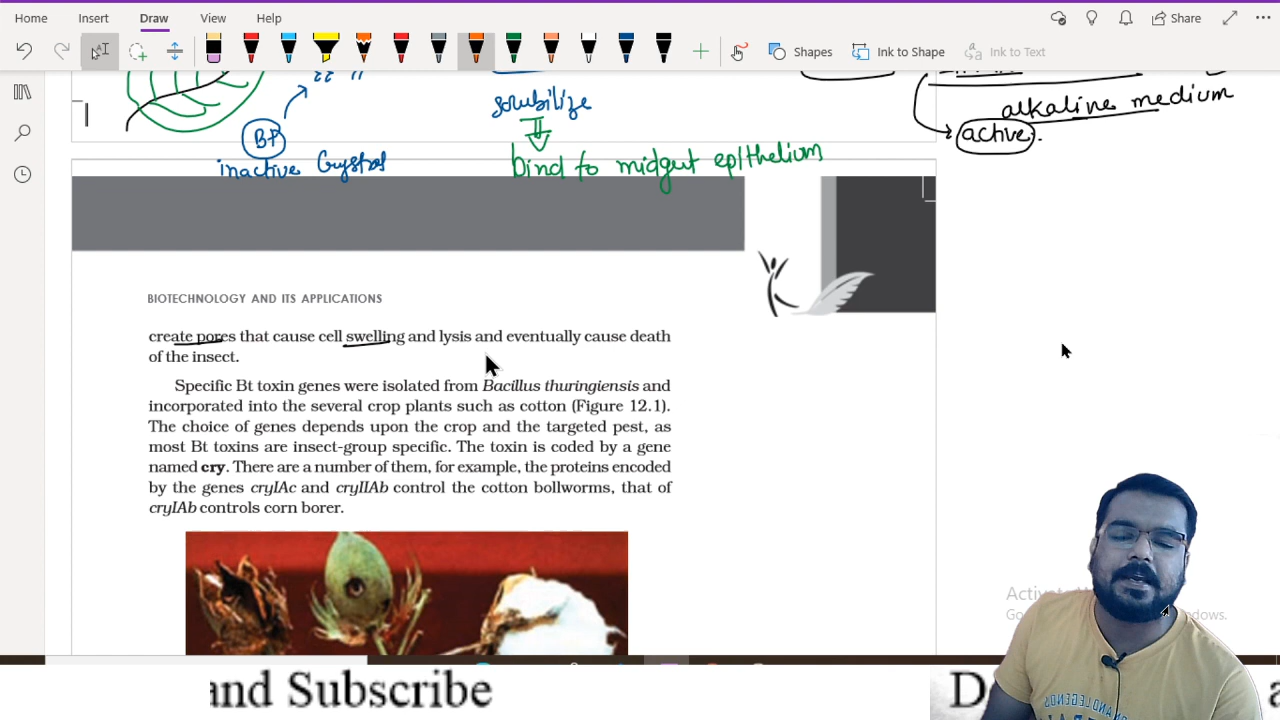 Home Insert Draw View Help Share
Shapes Ink to Shape Ink to Text
solubilize
alkaline medium
BP
active.
inactive Crystal
bind to midgut epithelium
BIOTECHNOLOGY AND ITS APPLICATIONS
create pores that cause cell swelling and lysis and eventually cause death
of the insect.
Specific Bt toxin genes were isolated from Bacillus thuringiensis and
incorporated into the several crop plants such as cotton (Figure 12.1).
The choice of genes depends upon the crop and the targeted pest, as
most Bt toxins are insect-group specific. The toxin is coded by a gene
named cry. There are a number of them, for example, the proteins encoded
by the genes cryIAc and cryIIAb control the cotton bollworms, that of
cryIAb controls corn borer.
and Subscribe